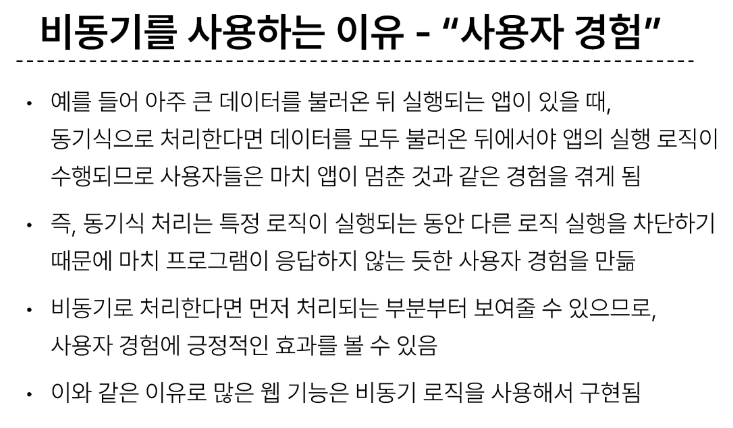 비동기를 사용하는 이유 - “사용자 경험”
• 예를 들어 아주 큰 데이터를 불러온 뒤 실행되는 앱이 있을 때,
동기식으로 처리한다면 데이터를 모두 불러온 뒤에서야 앱의 실행 로직이
수행되므로 사용자들은 마치 앱이 멈춘 것과 같은 경험을 겪게 됨
• 즉, 동기식 처리는 특정 로직이 실행되는 동안 다른 로직 실행을 차단하기
때문에 마치 프로그램이 응답하지 않는 듯한 사용자 경험을 만듦
• 비동기로 처리한다면 먼저 처리되는 부분부터 보여줄 수 있으므로,
사용자 경험에 긍정적인 효과를 볼 수 있음
• 이와 같은 이유로 많은 웹 기능은 비동기 로직을 사용해서 구현됨